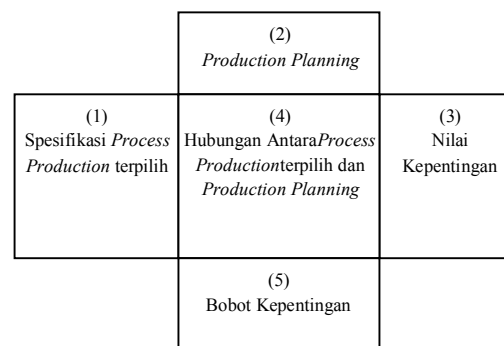 (2)
Production Planning
(1)
Spesifikasi Process
Production terpilih
(4)
Hubungan AntaraProcess
Productionterpilih dan
Production Planning
(3)
Nilai
Kepentingan
(5)
Bobot Kepentingan